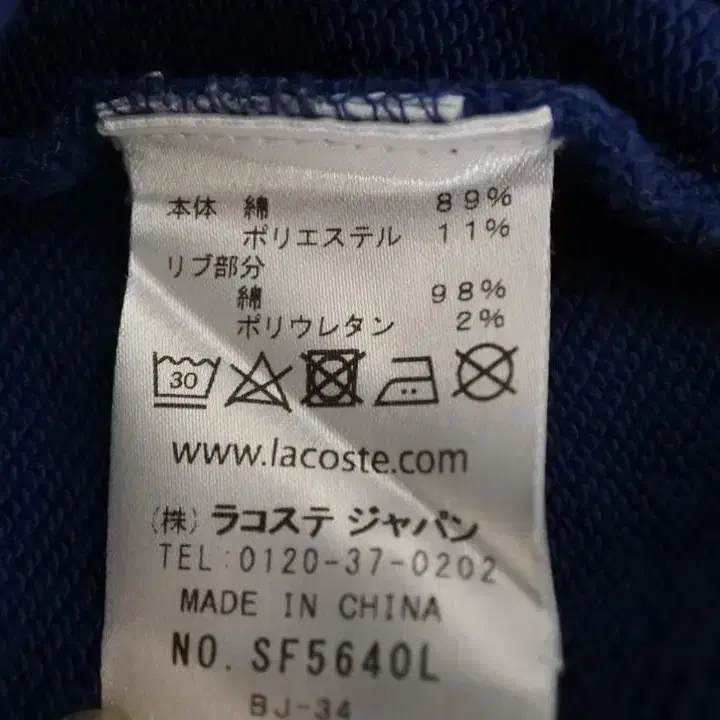 本体 綿 89%
ポリエステル 11%
リブ部分
綿 98%
ポリウレタン 2%
30
www.lacoste.com
(株) ラコステ ジャパン
TEL:0120-37-0202
MADE IN CHINA
NO. SF5640L
BJ-34